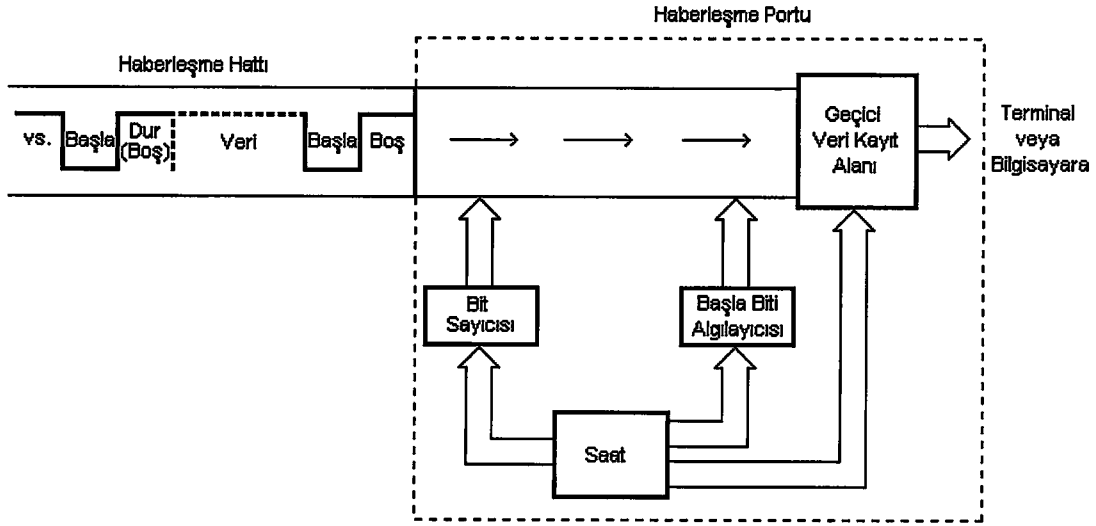 Haberleşme Portu
Haberleşme Hattı
vs.
Başla
Dur
(Boş)
Veri
Başla
Boş
Geçici
Veri Kayıt
Alanı
Terminal
veya
Bilgisayara
Bit
Sayıcısı
Başla Biti
Algılayıcısı
Saat